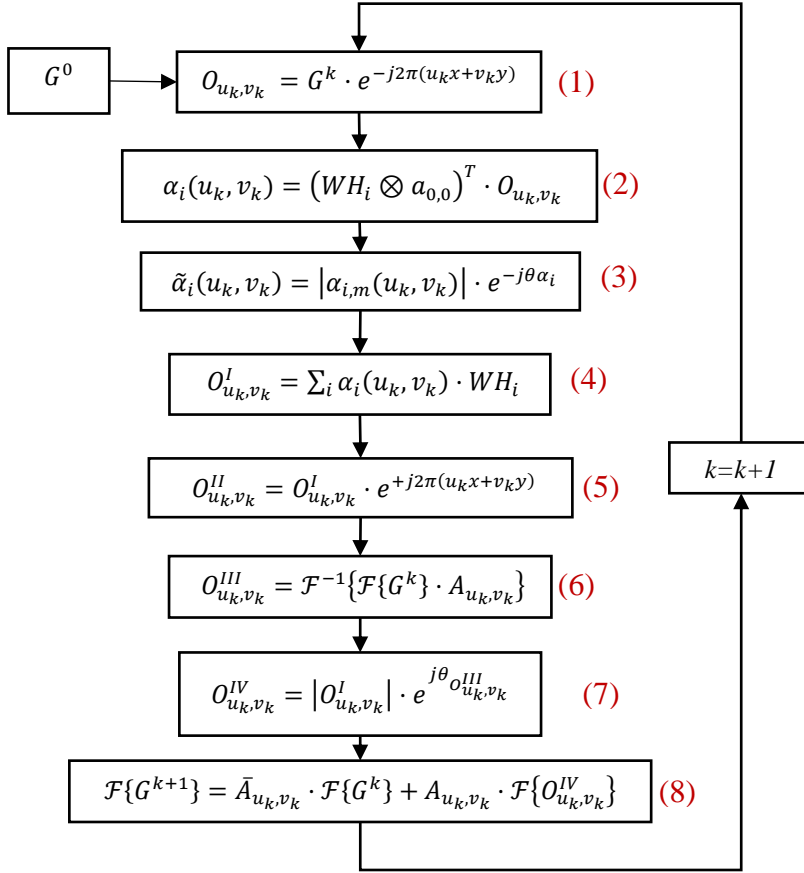 G^0
O_{u_k,v_k} = G^k · e^{-j2π(u_k x+v_k y)} (1)
α_i(u_k, v_k) = (WH_i ⊗ a_{0,0})^T · O_{u_k,v_k} (2)
α̃_i(u_k, v_k) = |α_{i,m}(u_k, v_k)| · e^{-jθα_i} (3)
O^I_{u_k,v_k} = ∑_i α_i(u_k, v_k) · WH_i (4)
k=k+1
O^{II}_{u_k,v_k} = O^I_{u_k,v_k} · e^{+j2π(u_k x+v_k y)} (5)
O^{III}_{u_k,v_k} = ℱ^{-1}{ℱ{G^k} · A_{u_k,v_k}} (6)
O^{IV}_{u_k,v_k} = |O^I_{u_k,v_k}| · e^{jθ_{O^{III}_{u_k,v_k}}} (7)
ℱ{G^{k+1}} = Ā_{u_k,v_k} · ℱ{G^k} + A_{u_k,v_k} · ℱ{O^{IV}_{u_k,v_k}} (8)